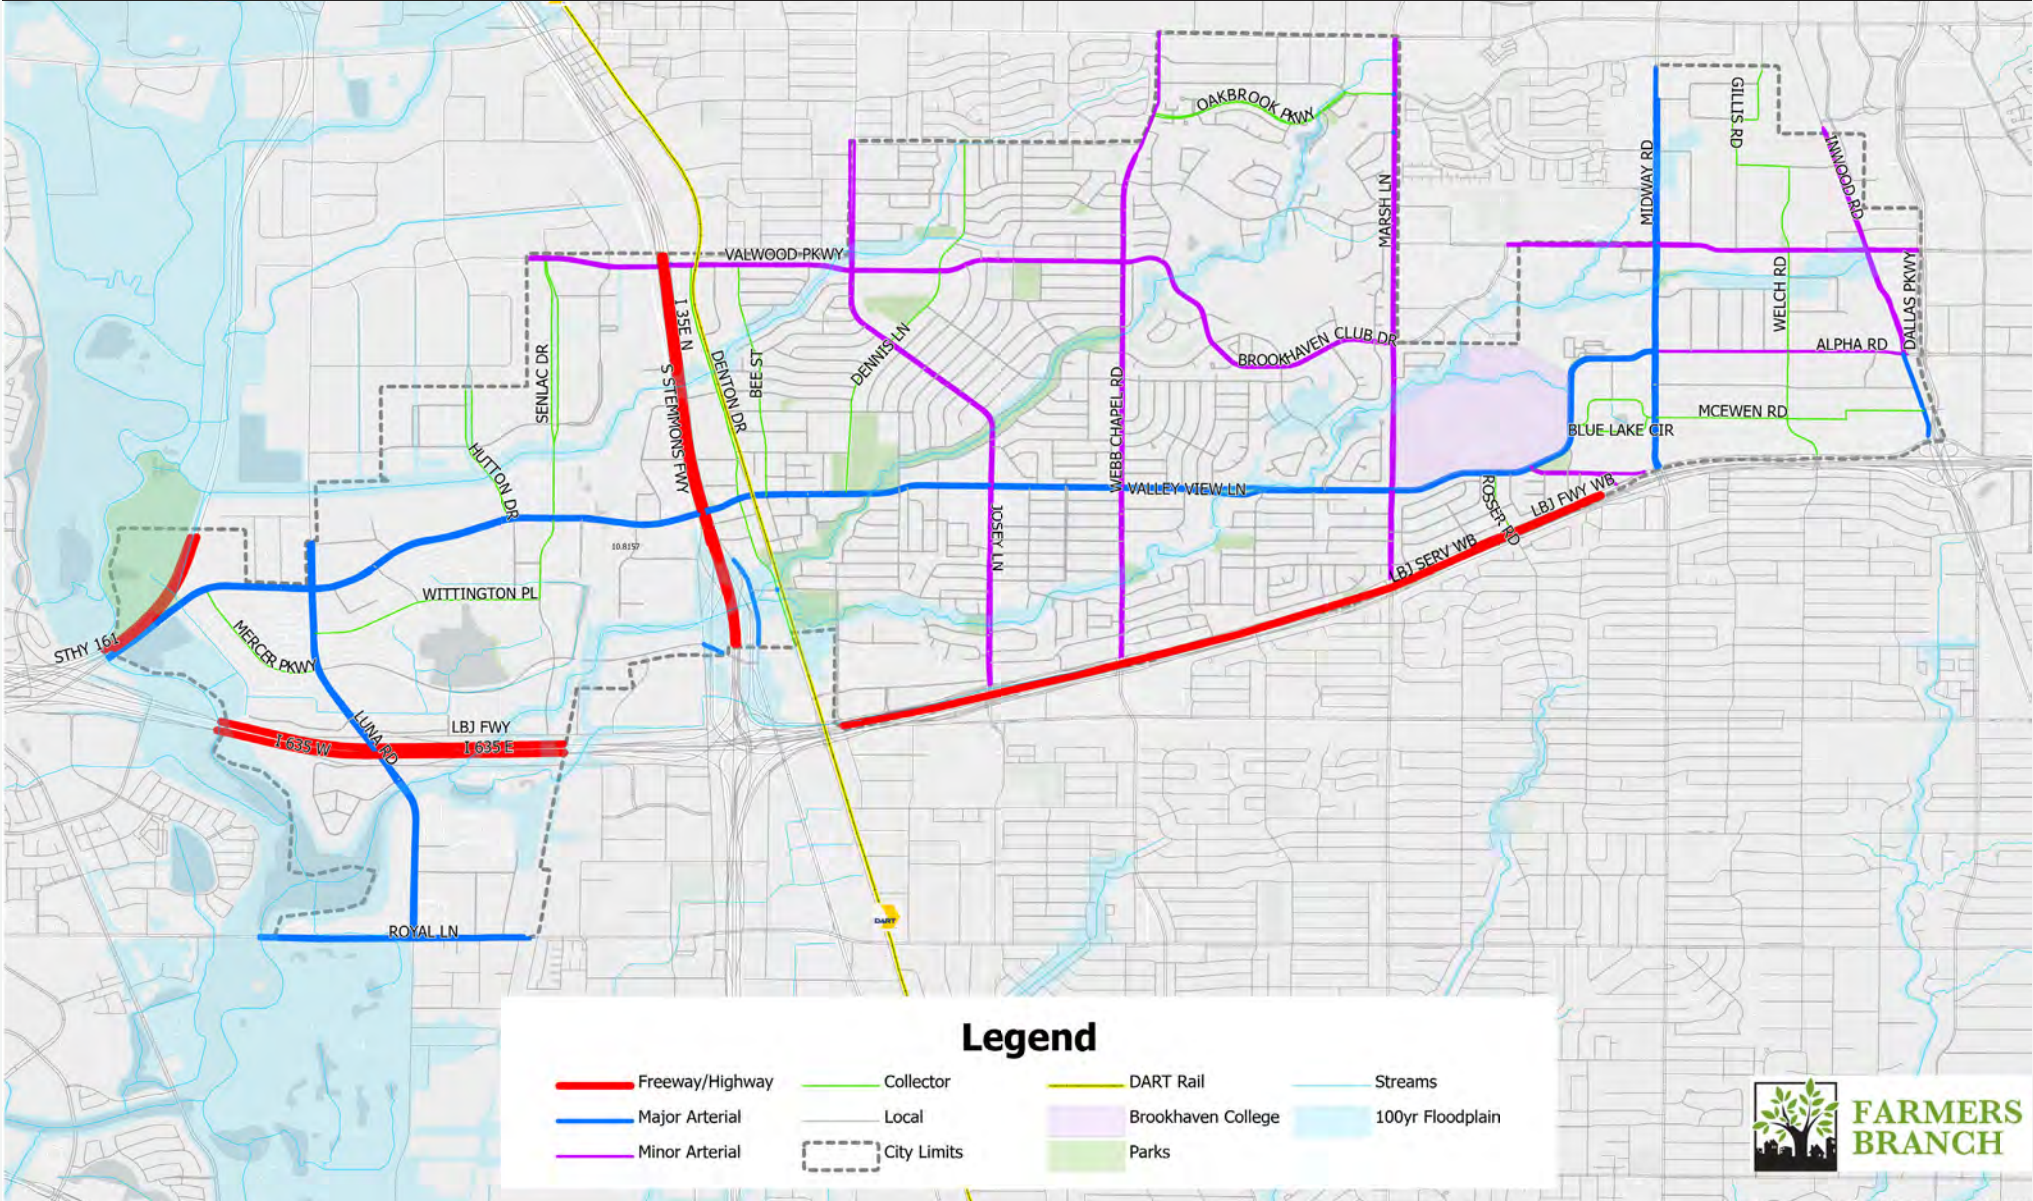 OAKBROOK PKWY
GILLIS RD
INWOOD RD
MIDWAY RD
MARSH LN
VALWOOD PKWY
WELCH RD
DALLAS PKWY
I 35E N
SENLAC DR
DENTON DR
BEE ST
DENNIS LN
BROOKHAVEN CLUB DR
ALPHA RD
S STEMMONS FWY
WEBB CHAPEL RD
MCEWEN RD
BLUE LAKE CIR
HUTTON DR
VALLEY VIEW LN
ROSSER RD
LBJ FWY WB
JOSEY LN
10.8157
LBJ SERV WB
WITTINGTON PL
STHY 161
MERCER PKWY
LUNA RD
LBJ FWY
I 635 W
I 635 E
DART
ROYAL LN
Legend
Freeway/Highway
Collector
DART Rail
Streams
Major Arterial
Local
Brookhaven College
100yr Floodplain
Minor Arterial
City Limits
Parks
FARMERS
BRANCH